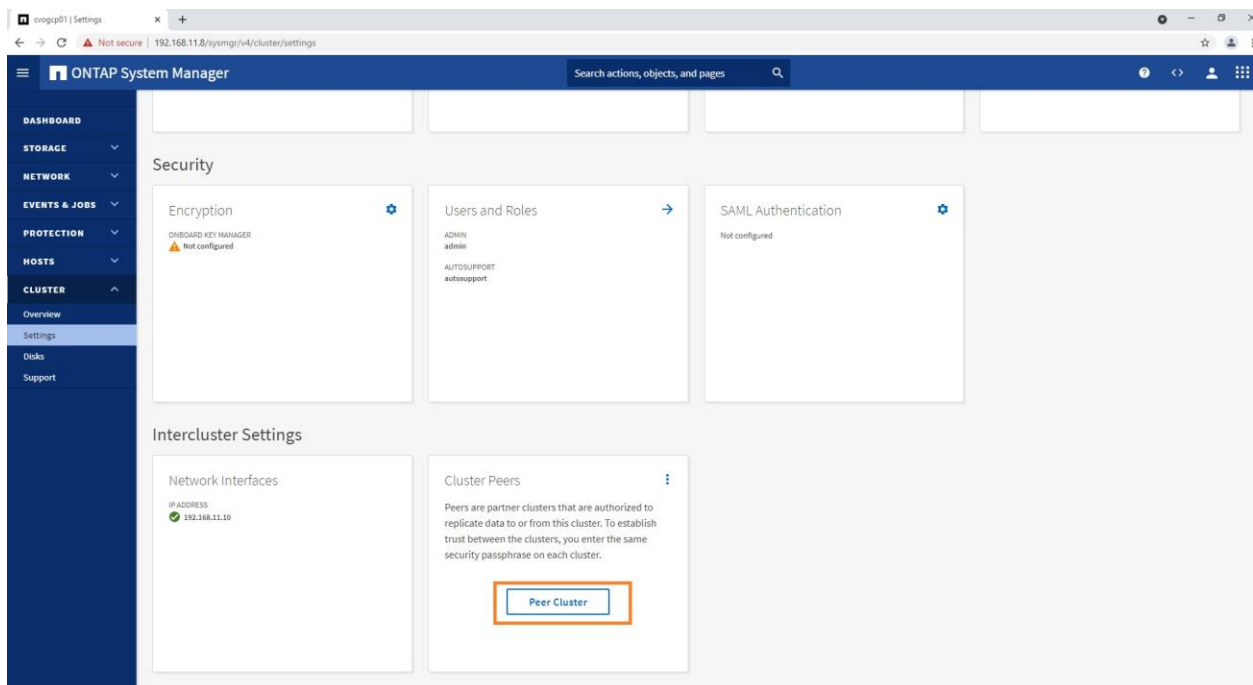 cvogcp01 | Settings
Not secure | 192.168.11.8/sysmgr/v4/cluster/settings
ONTAP System Manager
Search actions, objects, and pages
DASHBOARD
STORAGE
NETWORK
EVENTS & JOBS
PROTECTION
HOSTS
CLUSTER
Overview
Settings
Disks
Support
Security
Encryption
ONBOARD KEY MANAGER
Not configured
Users and Roles
ADMIN
admin
AUTOSUPPORT
autosupport
SAML Authentication
Not configured
Intercluster Settings
Network Interfaces
IP ADDRESS
192.168.11.10
Cluster Peers
Peers are partner clusters that are authorized to
replicate data to or from this cluster. To establish
trust between the clusters, you enter the same
security passphrase on each cluster.
Peer Cluster